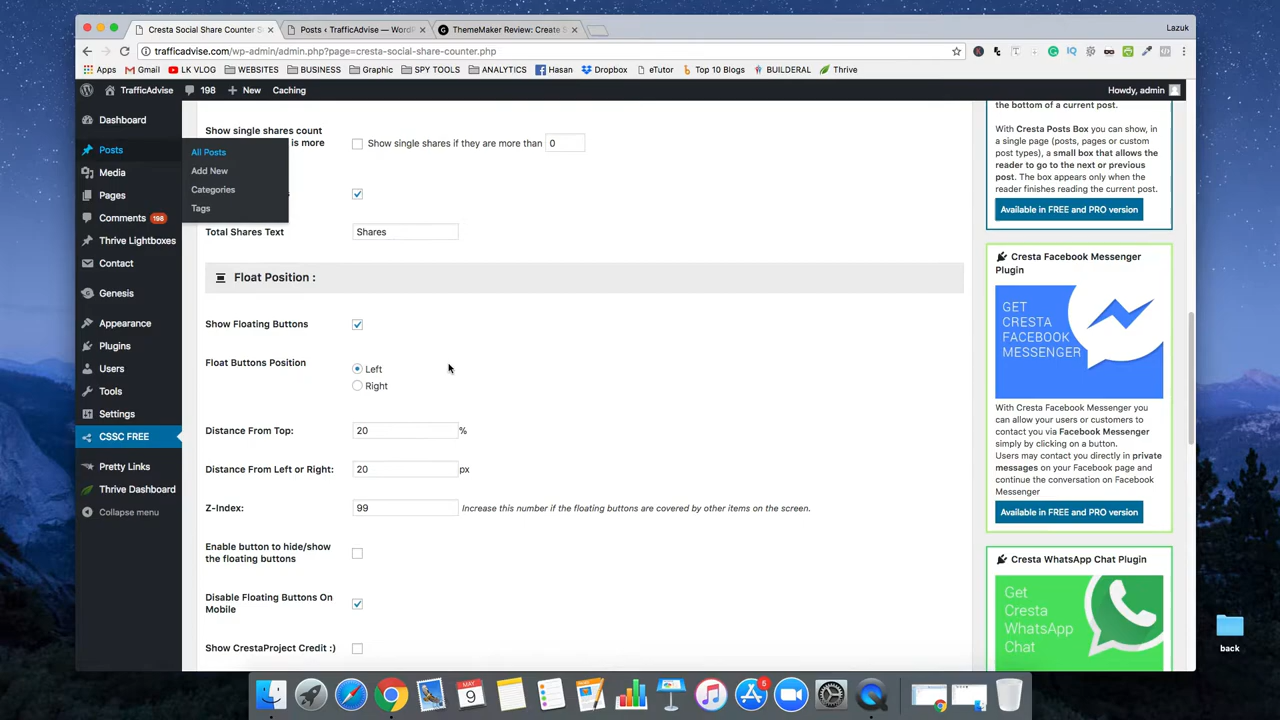 Cresta Social Share Counter S
Posts ‹ TrafficAdvise — WordP
ThemeMaker Review: Create S
Lazuk
trafficadvise.com/wp-admin/admin.php?page=cresta-social-share-counter.php
Apps
Gmail
LK VLOG
WEBSITES
BUSINESS
Graphic
SPY TOOLS
ANALYTICS
Hasan
Dropbox
eTutor
Top 10 Blogs
BUILDERAL
Thrive
TrafficAdvise
198
New
Caching
Howdy, admin
Dashboard
Posts
Media
Pages
Comments 198
Thrive Lightboxes
Contact
Genesis
Appearance
Plugins
Users
Tools
Settings
CSSC FREE
Pretty Links
Thrive Dashboard
Collapse menu
All Posts
Add New
Categories
Tags
Show single shares count
is more
Show single shares if they are more than 0
Total Shares Text
Shares
Float Position :
Show Floating Buttons
Float Buttons Position
Left
Right
Distance From Top:
20 %
Distance From Left or Right:
20 px
Z-Index:
99 Increase this number if the floating buttons are covered by other items on the screen.
Enable button to hide/show
the floating buttons
Disable Floating Buttons On
Mobile
Show CrestaProject Credit :)
the bottom of a current post.
With Cresta Posts Box you can show, in
a single page (posts, pages or custom
post types), a small box that allows the
reader to go to the next or previous
post. The box appears only when the
reader finishes reading the current post.
Available in FREE and PRO version
Cresta Facebook Messenger
Plugin
GET
CRESTA
FACEBOOK
MESSENGER
With Cresta Facebook Messenger you
can allow your users or customers to
contact you via Facebook Messenger
simply by clicking on a button.
Users may contact you directly in private
messages on your Facebook page and
continue the conversation on Facebook
Messenger
Available in FREE and PRO version
Cresta WhatsApp Chat Plugin
Get
Cresta
WhatsApp
Chat
back
MAY
9
5